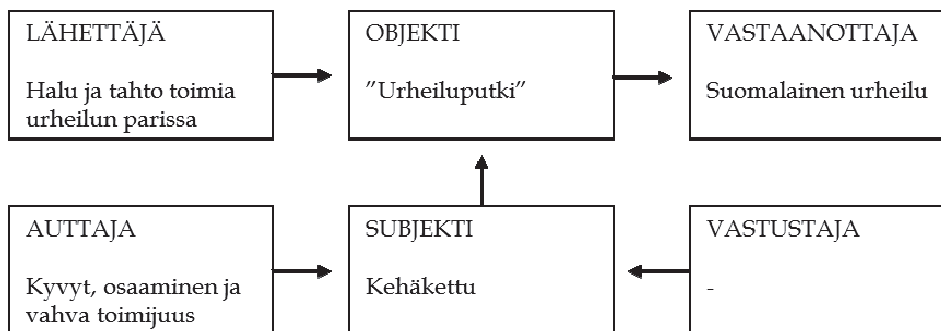 LÄHETTÄJÄ
Halu ja tahto toimia
urheilun parissa
OBJEKTI
”Urheiluputki”
VASTAANOTTAJA
Suomalainen urheilu
AUTTAJA
Kyvyt, osaaminen ja
vahva toimijuus
SUBJEKTI
Kehäkettu
VASTUSTAJA
-